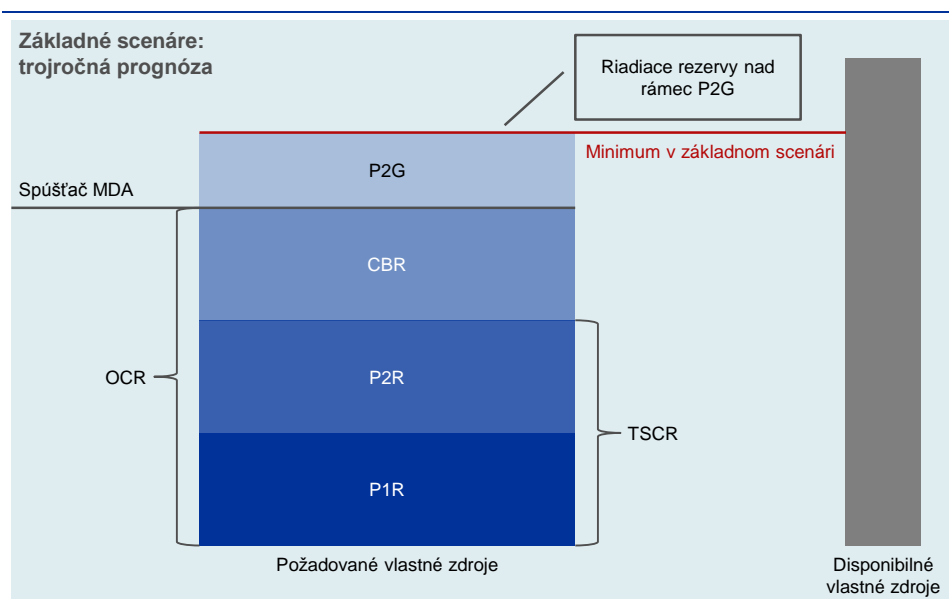 Základné scenáre:
trojročná prognóza
Riadiace rezervy nad
rámec P2G
Minimum v základnom scenári
P2G
Spúšťač MDA
CBR
OCR
P2R
TSCR
P1R
Požadované vlastné zdroje
Disponibilné
vlastné zdroje